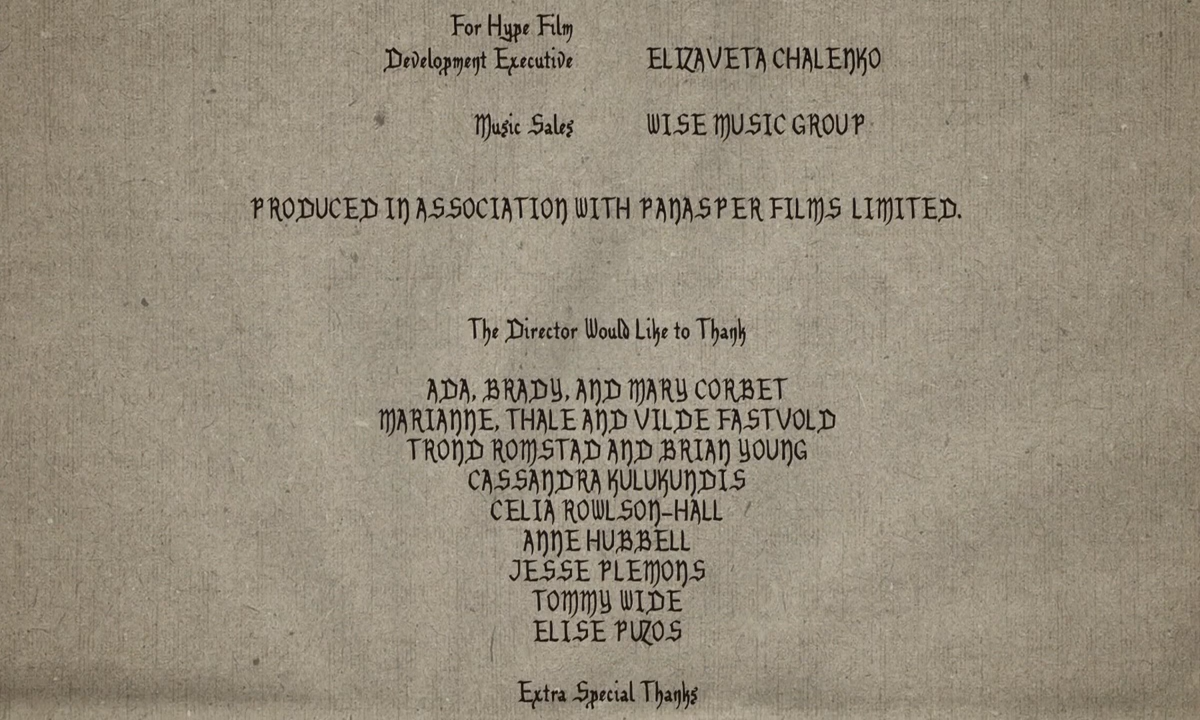 For Hype Film
Development Executive ELIZAVETA CHALENKO
Music Sales WISE MUSIC GROUP
PRODUCED IN ASSOCIATION WITH PANASPER FILMS LIMITED.
The Director Would Like to Thank
ADA, BRADY, AND MARY CORBET
MARIANNE, THALE AND VILDE FASTVOLD
TROND ROMSTAD AND BRIAN YOUNG
CASSANDRA KULUKUNDIS
CELIA ROWLSON-HALL
ANNE HUBBELL
JESSE PLEMONS
TOMMY WIDE
ELISE PUZOS
Extra Special Thanks